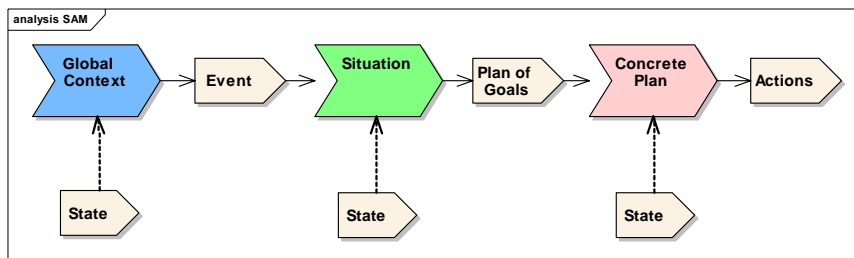 analysis SAM
Global
Context
Event
Situation
Plan of
Goals
Concrete
Plan
Actions
State
State
State